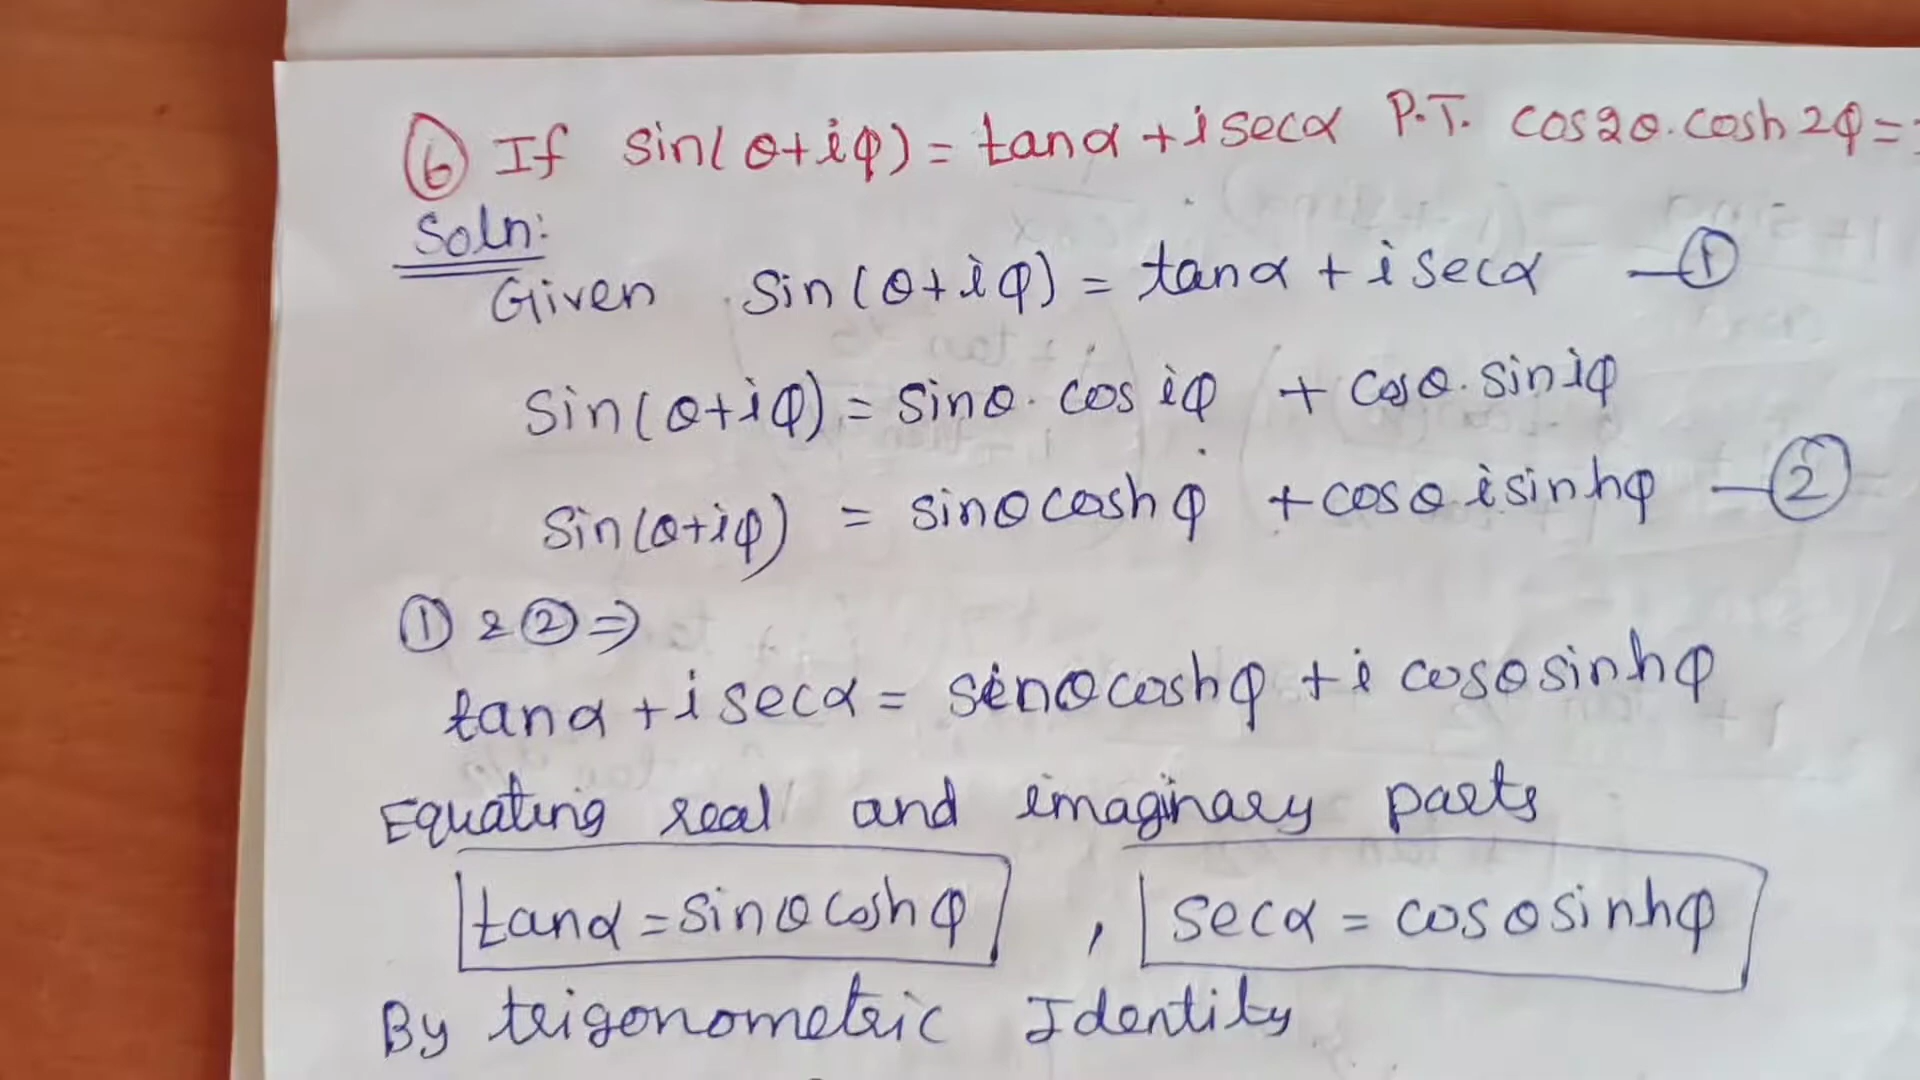 ⑥ If sin(θ+iφ) = tanα + i secα P.T. cos2θ.cosh2φ =
Soln:
Given sin(θ+iφ) = tanα + i secα —①
sin(θ+iφ) = sinθ. cos iφ + cosθ. sin iφ
sin(θ+iφ) = sinθ coshφ + cosθ i sinhφ —②
① & ② ⇒
tanα + i secα = sinθ coshφ + i cosθ sinhφ
Equating real and imaginary parts
tanα = sinθ coshφ , secα = cosθ sinhφ
By trigonometric Identity